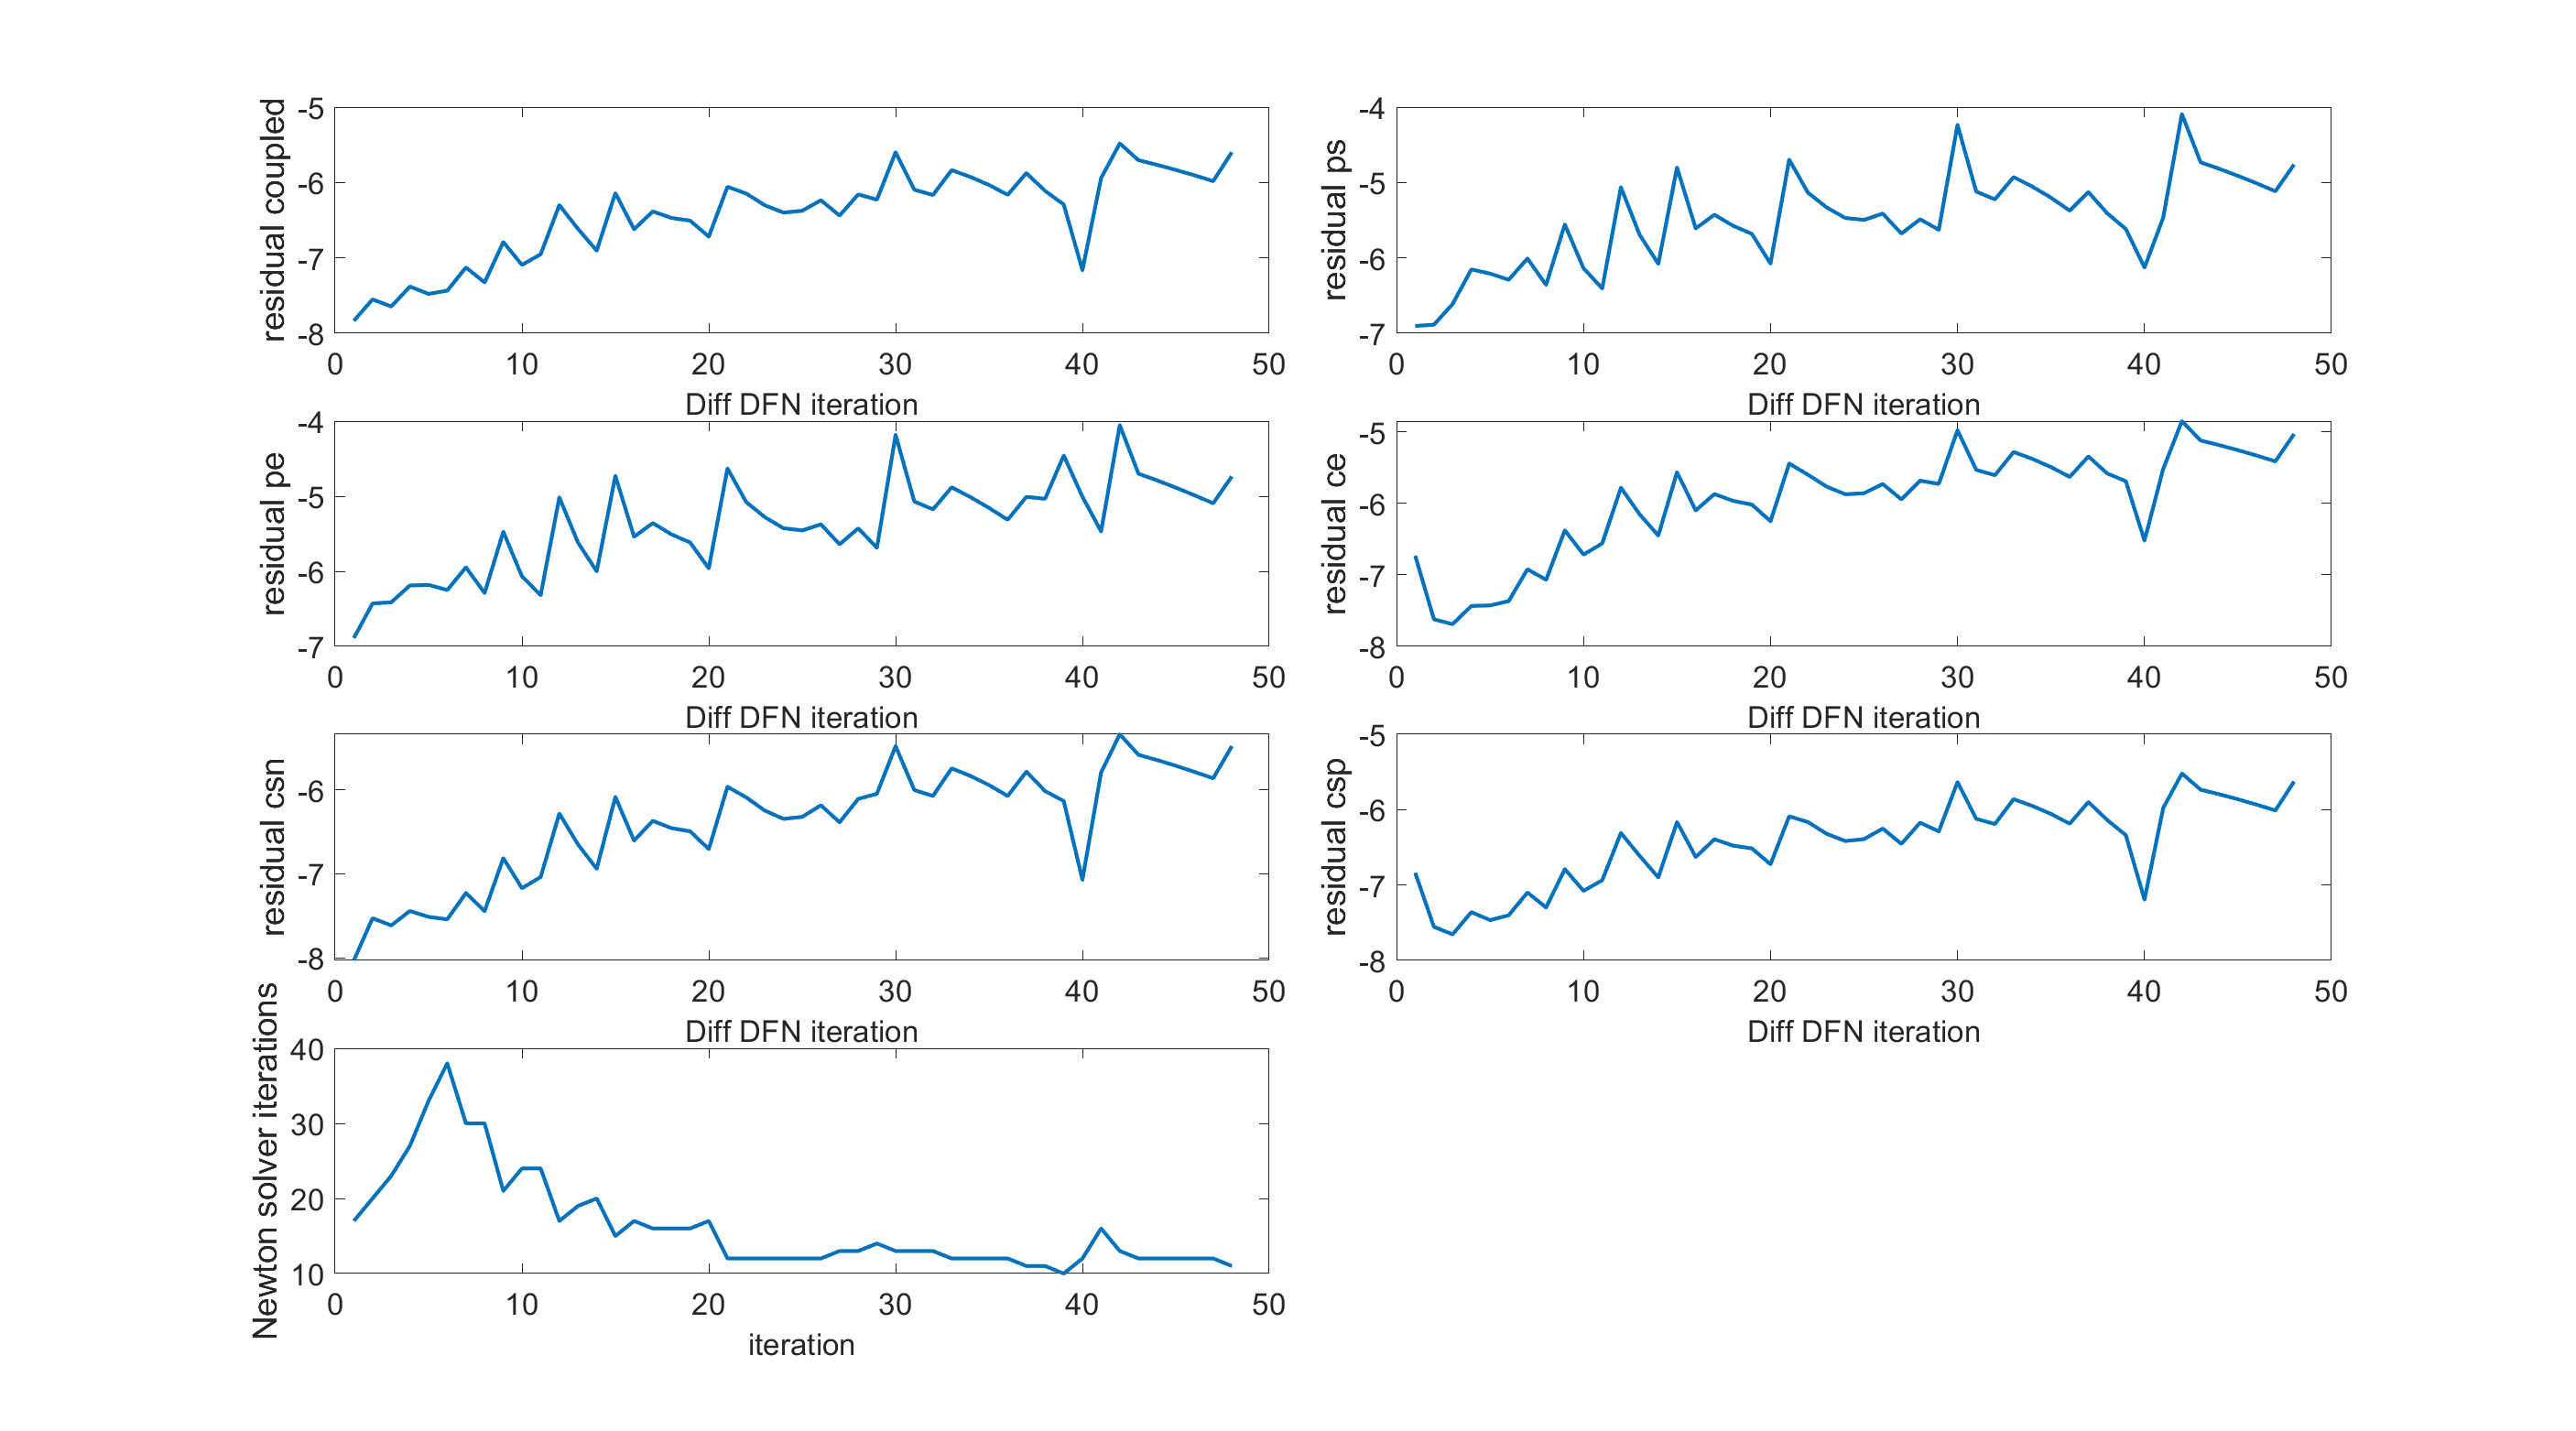 residual coupled
-5
-6
-7
-8
0 10 20 30 40 50
Diff DFN iteration
residual ps
-4
-5
-6
-7
0 10 20 30 40 50
Diff DFN iteration
residual pe
-4
-5
-6
-7
0 10 20 30 40 50
Diff DFN iteration
residual ce
-5
-6
-7
-8
0 10 20 30 40 50
Diff DFN iteration
residual csn
-6
-7
-8
0 10 20 30 40 50
Diff DFN iteration
residual csp
-5
-6
-7
-8
0 10 20 30 40 50
Diff DFN iteration
Newton solver iterations
40
30
20
10
0 10 20 30 40 50
iteration